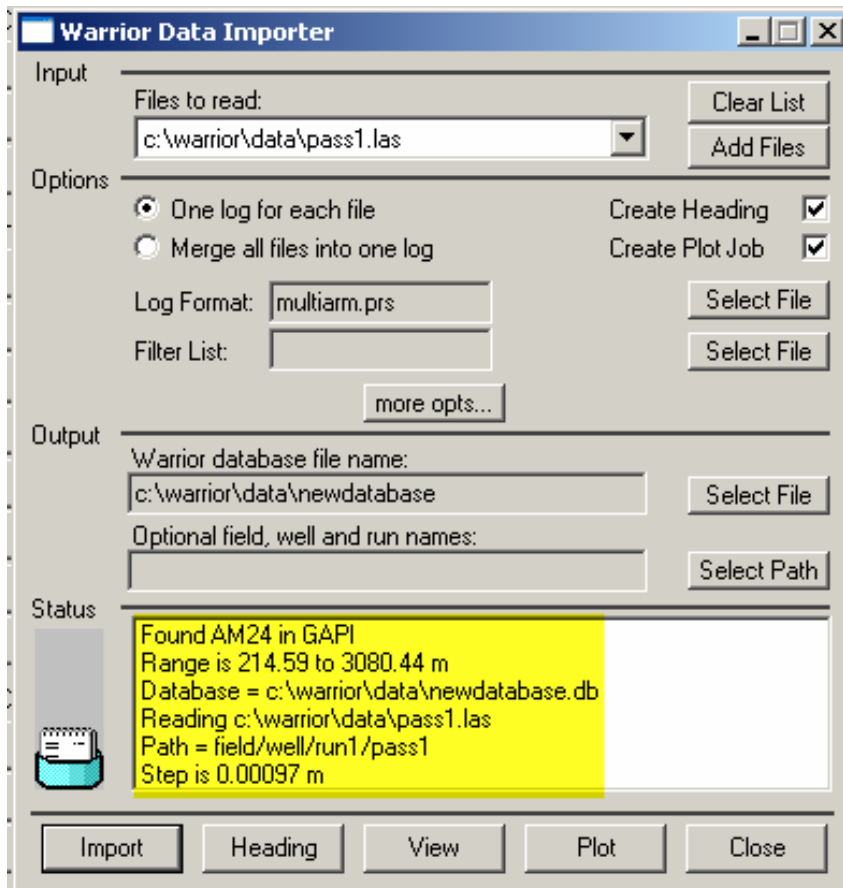 Warrior Data Importer
Input
Files to read:
Clear List
c:\warrior\data\pass1.las
Add Files
Options
One log for each file
Create Heading
Merge all files into one log
Create Plot Job
Log Format:
multiarm.prs
Select File
Filter List:
Select File
more opts...
Output
Warrior database file name:
c:\warrior\data\newdatabase
Select File
Optional field, well and run names:
Select Path
Status
Found AM24 in GAPI
Range is 214.59 to 3080.44 m
Database = c:\warrior\data\newdatabase.db
Reading c:\warrior\data\pass1.las
Path = field/well/run1/pass1
Step is 0.00097 m
Import
Heading
View
Plot
Close